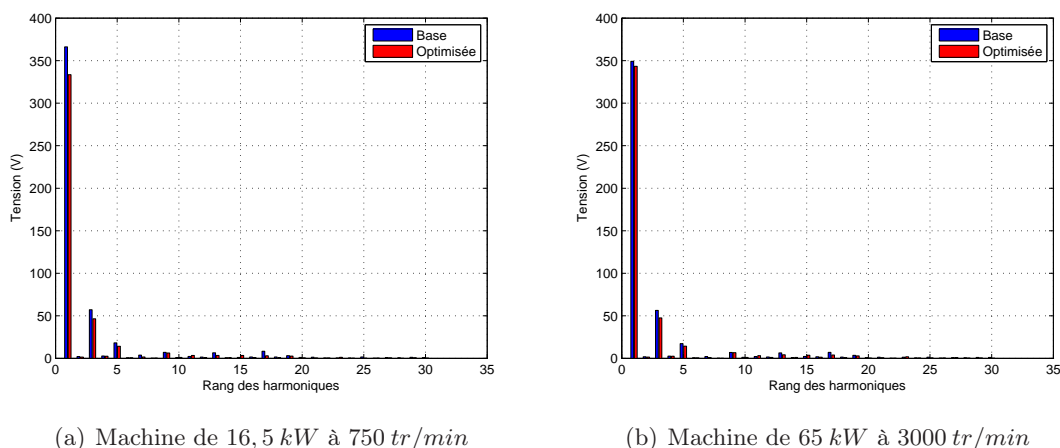 400
350
300
250
200
150
100
50
0
Tension (V)
0 5 10 15 20 25 30 35
Rang des harmoniques
Base
Optimisée
(a) Machine de 16, 5 kW à 750 tr/min
400
350
300
250
200
150
100
50
0
Tension (V)
0 5 10 15 20 25 30 35
Rang des harmoniques
Base
Optimisée
(b) Machine de 65 kW à 3000 tr/min